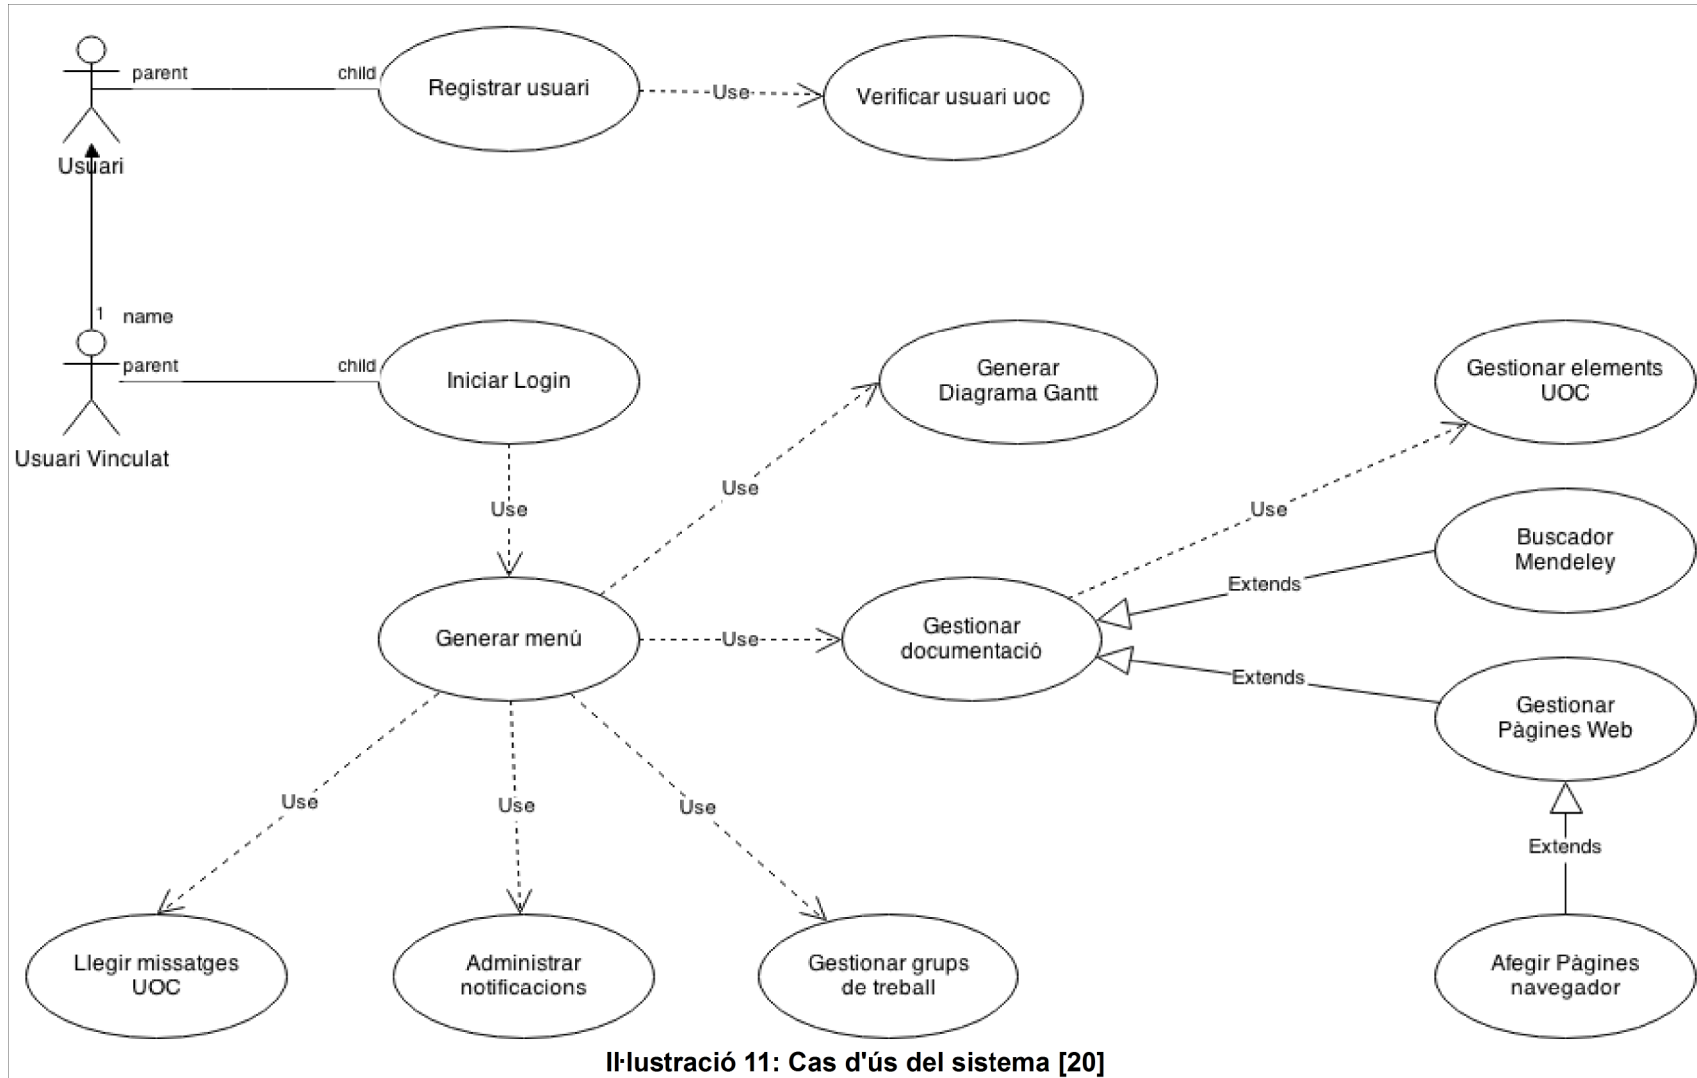 parent
child
Registrar usuari
Use
Verificar usuari uoc
Usuari
1
name
parent
child
Iniciar Login
Usuari Vinculat
Generar
Diagrama Gantt
Gestionar elements
UOC
Use
Use
Use
Buscador
Mendeley
Extends
Generar menú
Use
Gestionar
documentació
Extends
Gestionar
Pàgines Web
Use
Use
Use
Extends
Llegir missatges
UOC
Administrar
notificacions
Gestionar grups
de treball
Afegir Pàgines
navegador
Il·lustració 11: Cas d'ús del sistema [20]